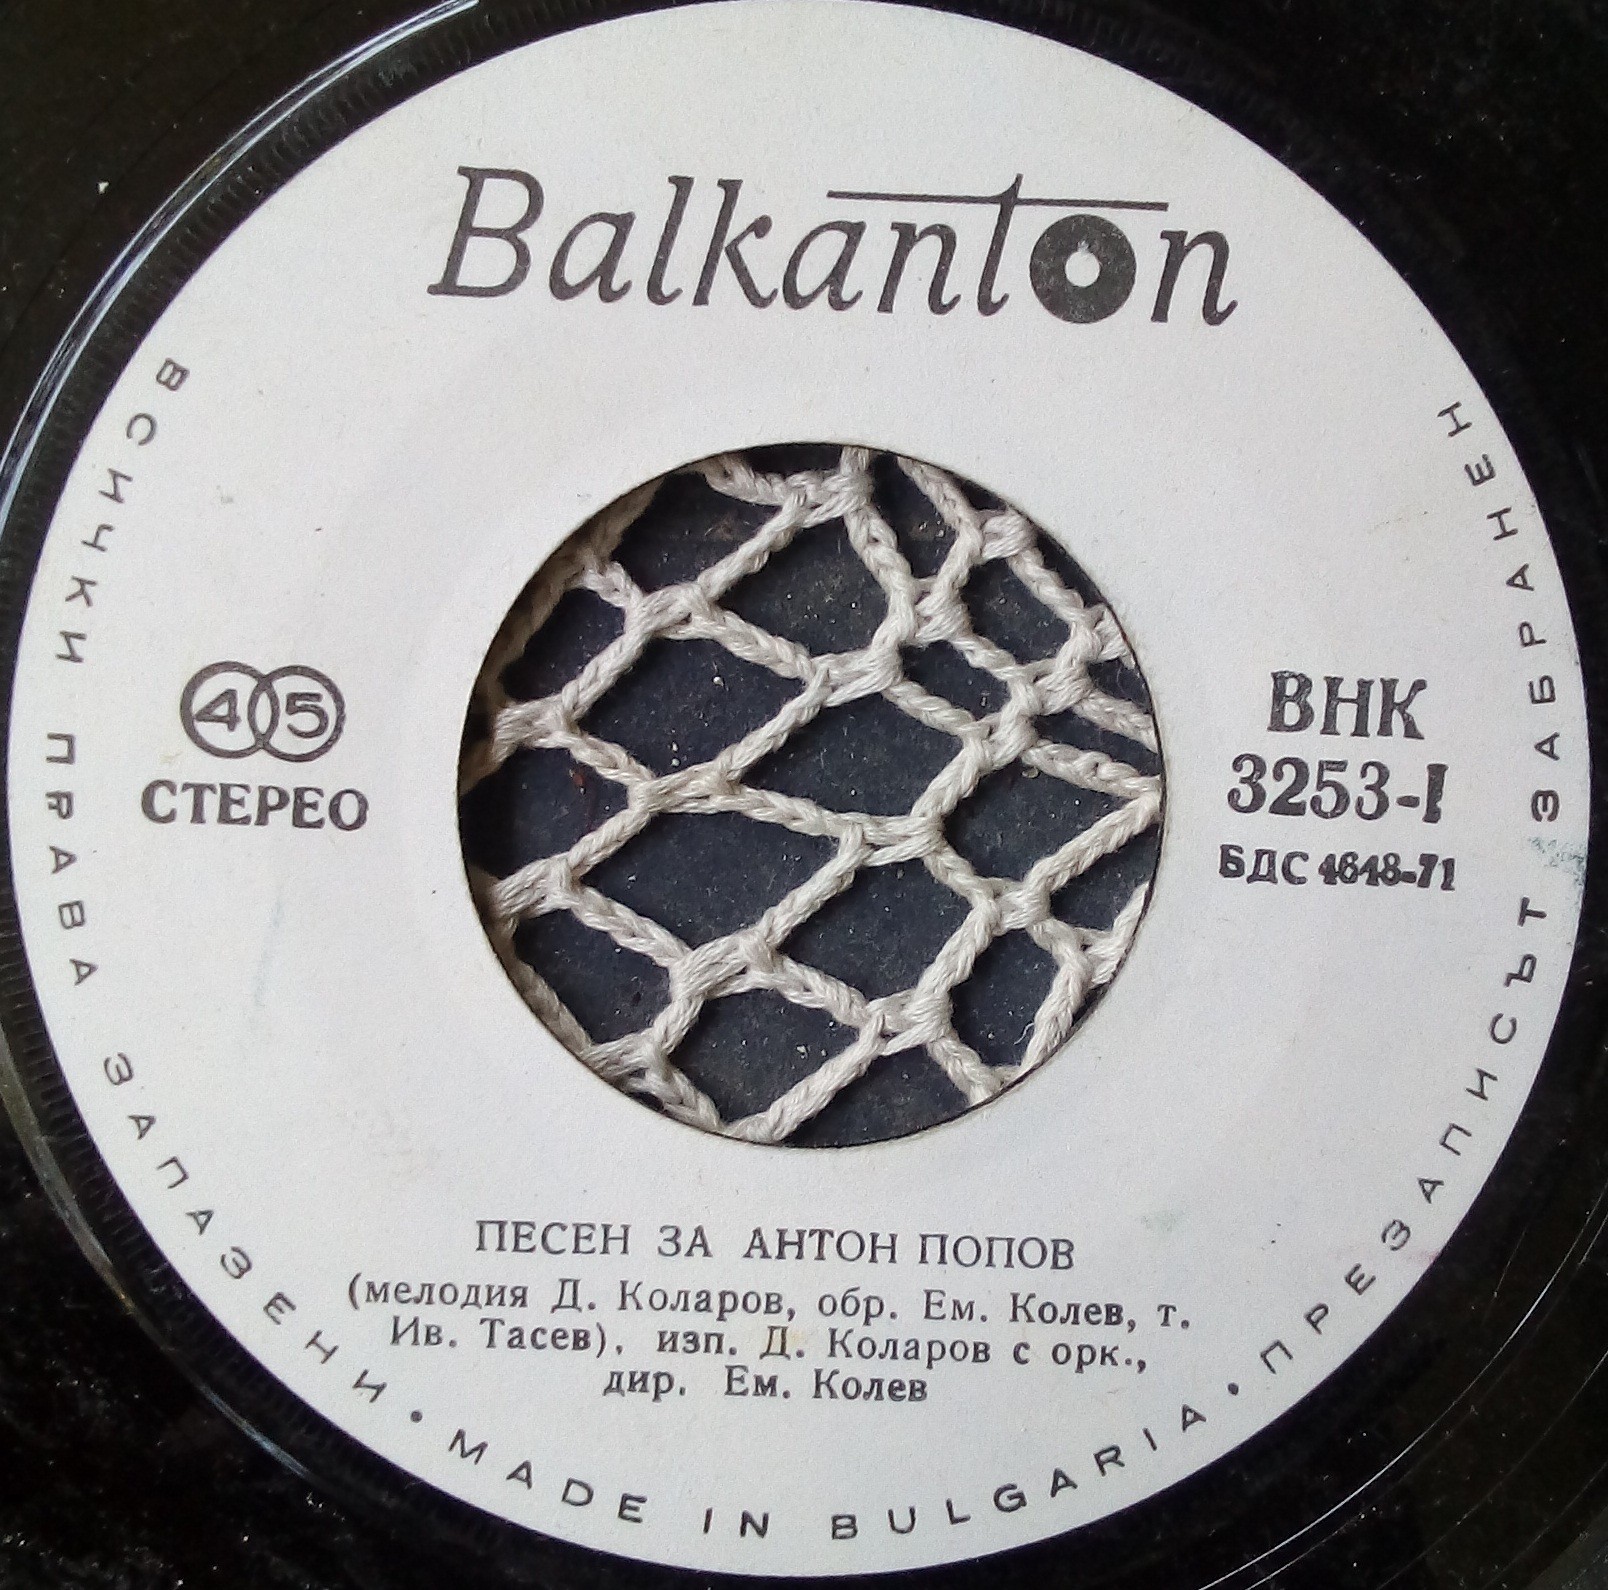 Balkanton
45
СТЕРЕО
ВНК
3253-I
БДС 4648-71
ПЕСЕН ЗА АНТОН ПОПОВ
(мелодия Д. Коларов, обр. Ем. Колев, т.
Ив. Тасев), изп. Д. Коларов с орк.,
дир. Ем. Колев
ВСИЧКИ ПРАВА ЗАПАЗЕНИ • MADE IN BULGARIA • ПРЕЗАПИСЪТ ЗАБРАНЕН